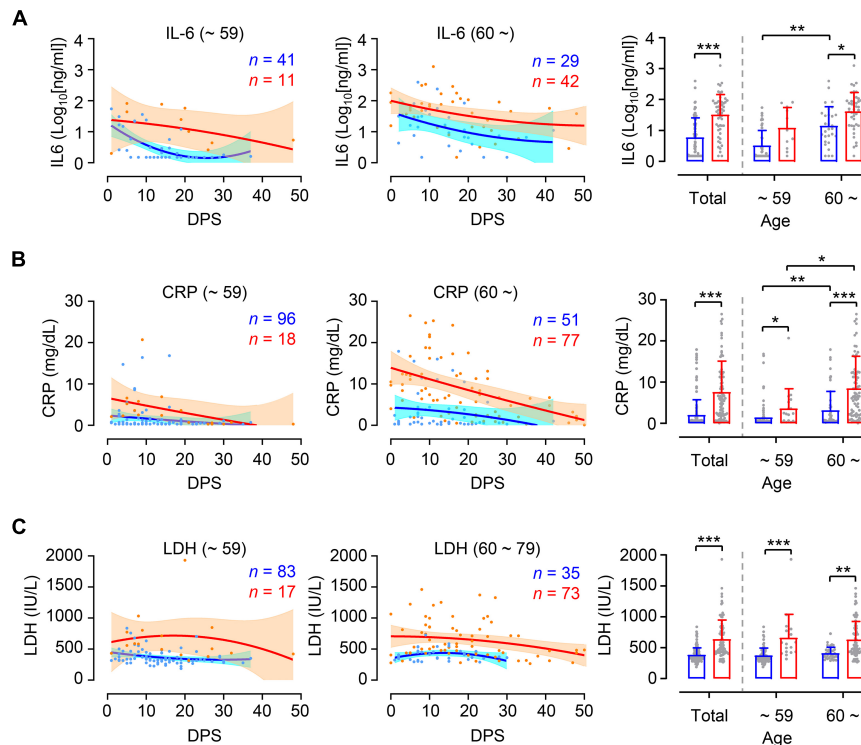 A
IL-6 (~ 59)
n = 41
n = 11
IL6 (Log10[ng/ml])
4
3
2
1
0
0 10 20 30 40 50
DPS
IL-6 (60 ~)
n = 29
n = 42
IL6 (Log10[ng/ml])
4
3
2
1
0
0 10 20 30 40 50
DPS
IL6 (Log10[ng/ml])
4
3
2
1
0
***
**
*
Total ~ 59 60 ~
Age
B
CRP (~ 59)
n = 96
n = 18
CRP (mg/dL)
30
20
10
0
0 10 20 30 40 50
DPS
CRP (60 ~)
n = 51
n = 77
CRP (mg/dL)
30
20
10
0
0 10 20 30 40 50
DPS
CRP (mg/dL)
30
20
10
0
*
**
*** ***
*
Total ~ 59 60 ~
Age
C
LDH (~ 59)
n = 83
n = 17
LDH (IU/L)
2000
1500
1000
500
0
0 10 20 30 40 50
DPS
LDH (60 ~ 79)
n = 35
n = 73
LDH (IU/L)
2000
1500
1000
500
0
0 10 20 30 40 50
DPS
LDH (IU/L)
2000
1500
1000
500
0
*** ***
**
Total ~ 59 60 ~
Age